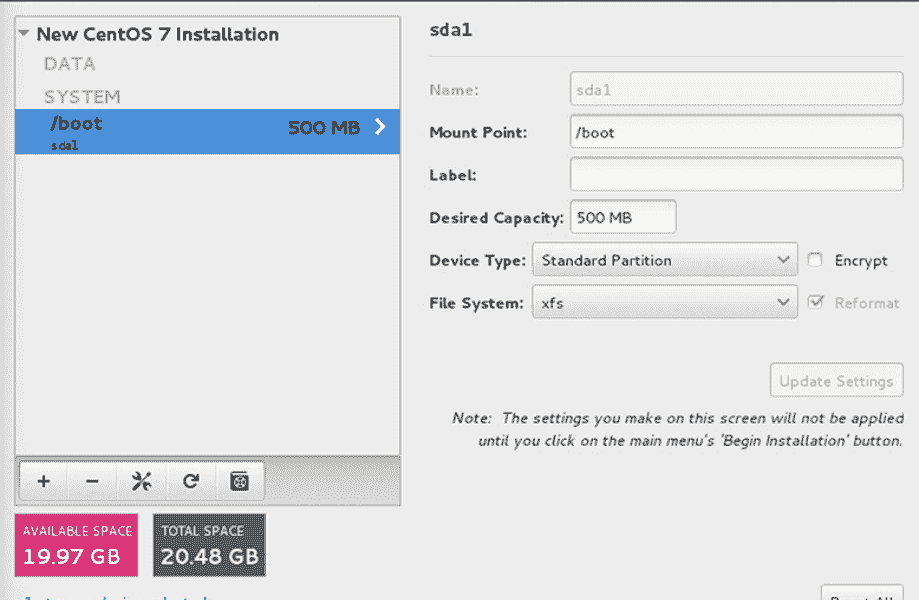 New CentOS 7 Installation
DATA
SYSTEM
/boot
500 MB
sda1
sda1
Name: sda1
Mount Point: /boot
Label:
Desired Capacity: 500 MB
Device Type: Standard Partition
Encrypt
File System: xfs
Reformat
Update Settings
Note: The settings you make on this screen will not be applied
until you click on the main menu's 'Begin Installation' button.
AVAILABLE SPACE
19.97 GB
TOTAL SPACE
20.48 GB